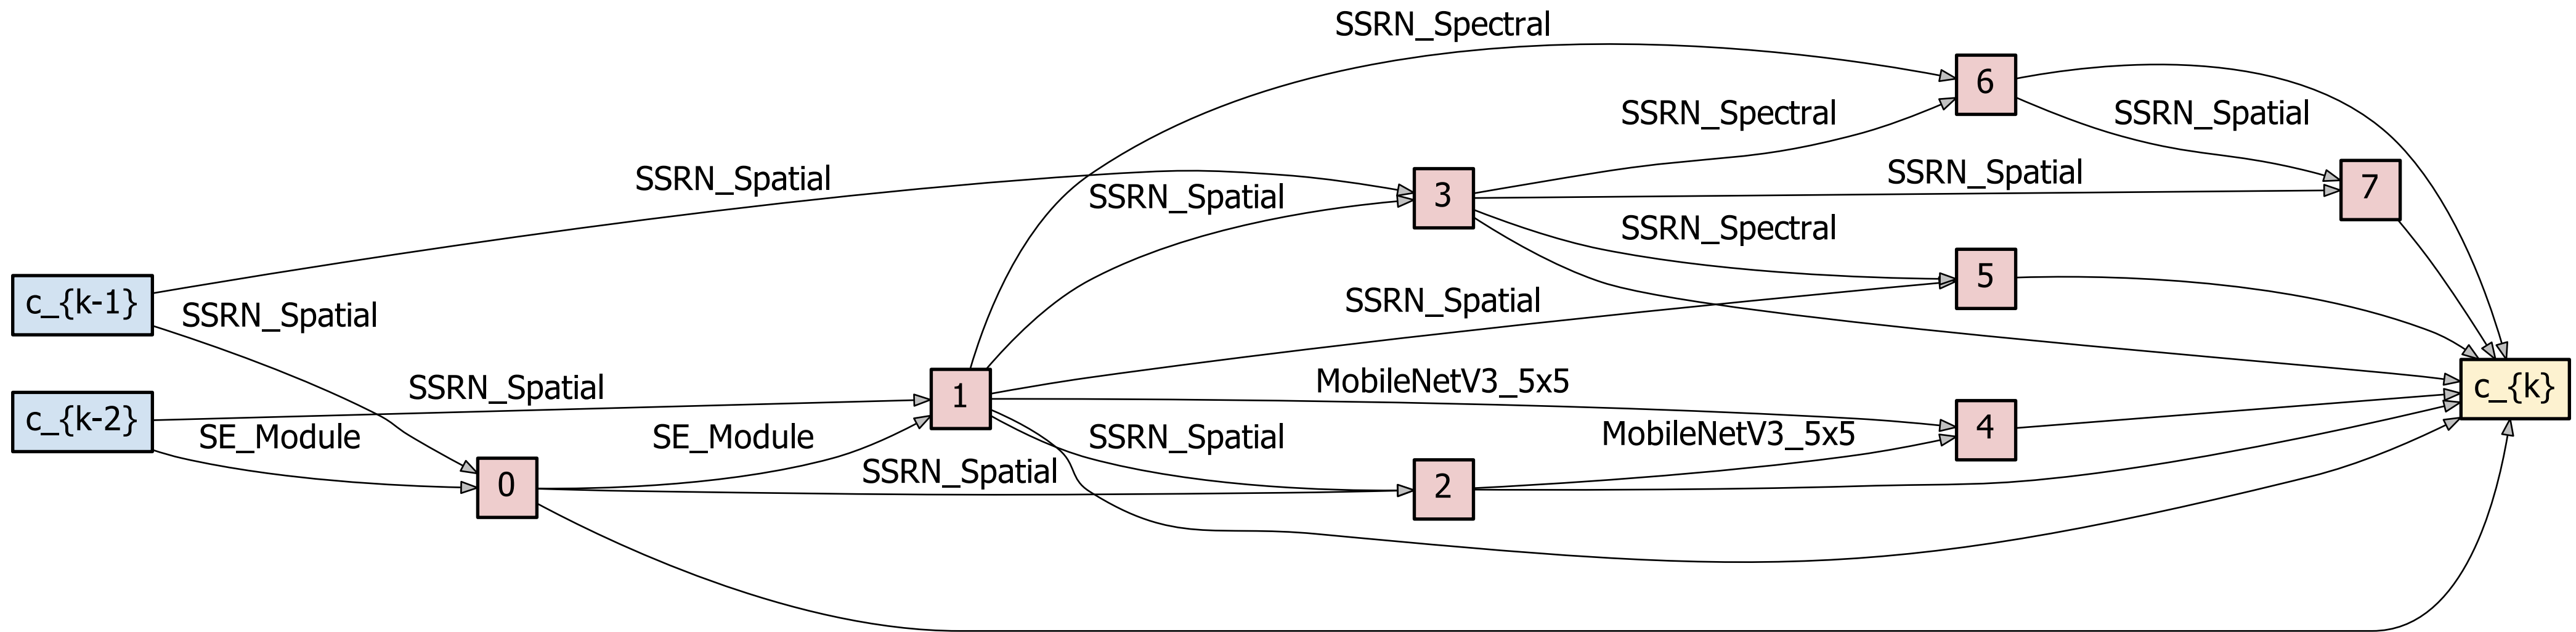 SSRN_Spectral
6
SSRN_Spectral
SSRN_Spatial
SSRN_Spatial
SSRN_Spatial
3
SSRN_Spatial
7
SSRN_Spectral
c_{k-1}
SSRN_Spatial
SSRN_Spatial
5
SSRN_Spatial
1
MobileNetV3_5x5
c_{k}
c_{k-2}
SE_Module
SE_Module
SSRN_Spatial
MobileNetV3_5x5
4
0
SSRN_Spatial
2